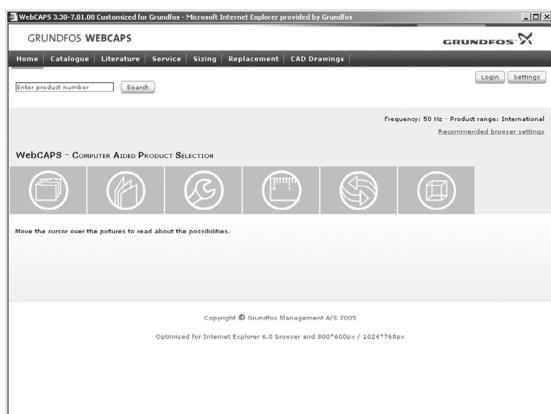 WebCAPS 3.30-7.01.00 Customized for Grundfos - Microsoft Internet Explorer provided by Grundfos
GRUNDFOS WEBCAPS
GRUNDFOS
Home Catalogue Literature Service Sizing Replacement CAD Drawings
Login Settings
Enter product number Search
Frequency: 50 Hz - Product range: International
Recommended browser settings
WebCAPS - Computer Aided Product Selection
Move the cursor over the pictures to read about the possibilities.
Copyright © Grundfos Management A/S 2005
Optimized for Internet Explorer 6.0 browser and 800*600px / 1024*768px